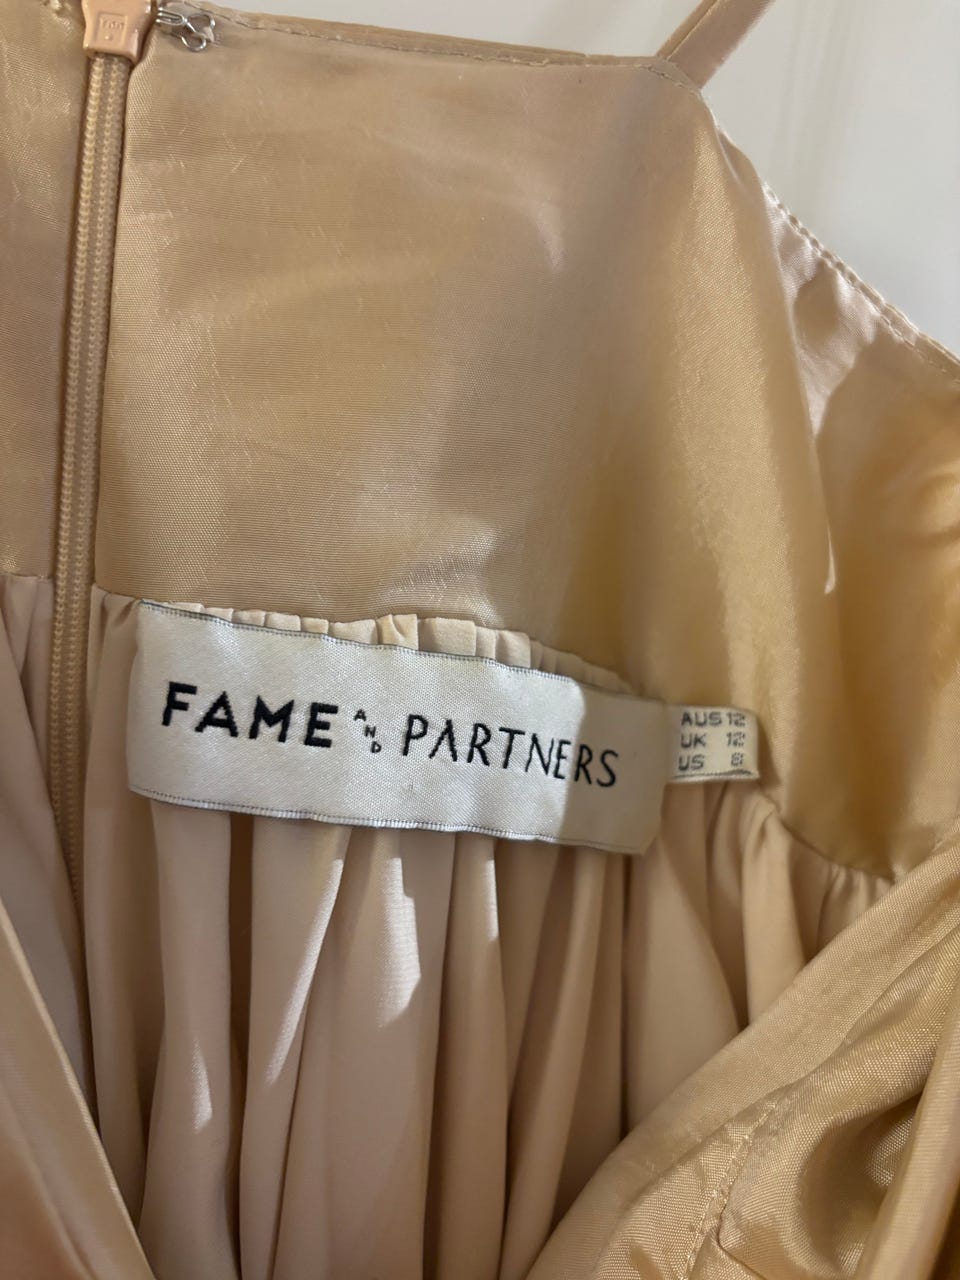 FAME AND PARTNERS
AUS 12
UK 12
US 8